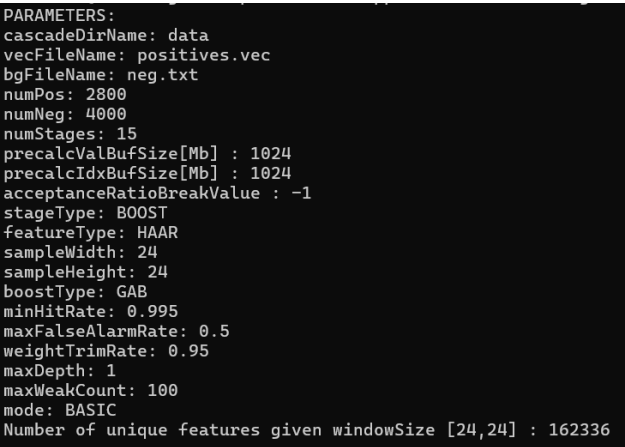 PARAMETERS:
cascadeDirName: data
vecFileName: positives.vec
bgFileName: neg.txt
numPos: 2800
numNeg: 4000
numStages: 15
precalcValBufSize[Mb] : 1024
precalcIdxBufSize[Mb] : 1024
acceptanceRatioBreakValue : -1
stageType: BOOST
featureType: HAAR
sampleWidth: 24
sampleHeight: 24
boostType: GAB
minHitRate: 0.995
maxFalseAlarmRate: 0.5
weightTrimRate: 0.95
maxDepth: 1
maxWeakCount: 100
mode: BASIC
Number of unique features given windowSize [24,24] : 162336